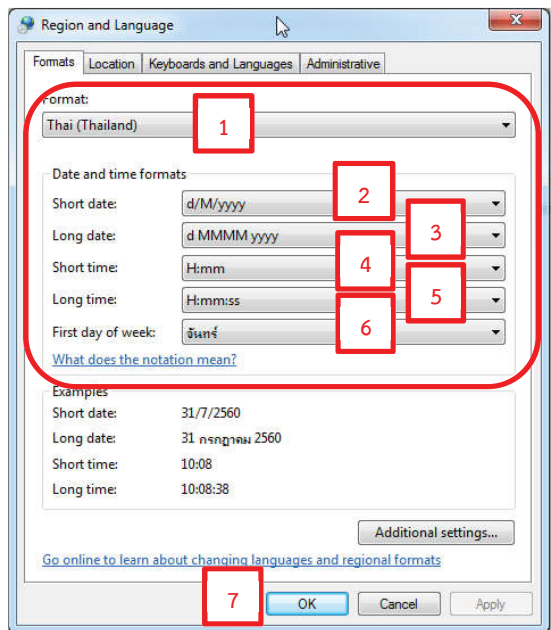 Region and Language
Formats Location Keyboards and Languages Administrative
Format:
Thai (Thailand) 1
Date and time formats
Short date: d/M/yyyy 2
Long date: d MMMM yyyy 3
Short time: H:mm 4
Long time: H:mm:ss 5
First day of week: จันทร์ 6
What does the notation mean?
Examples
Short date: 31/7/2560
Long date: 31 กรกฎาคม 2560
Short time: 10:08
Long time: 10:08:38
Additional settings...
Go online to learn about changing languages and regional formats
7 OK Cancel Apply